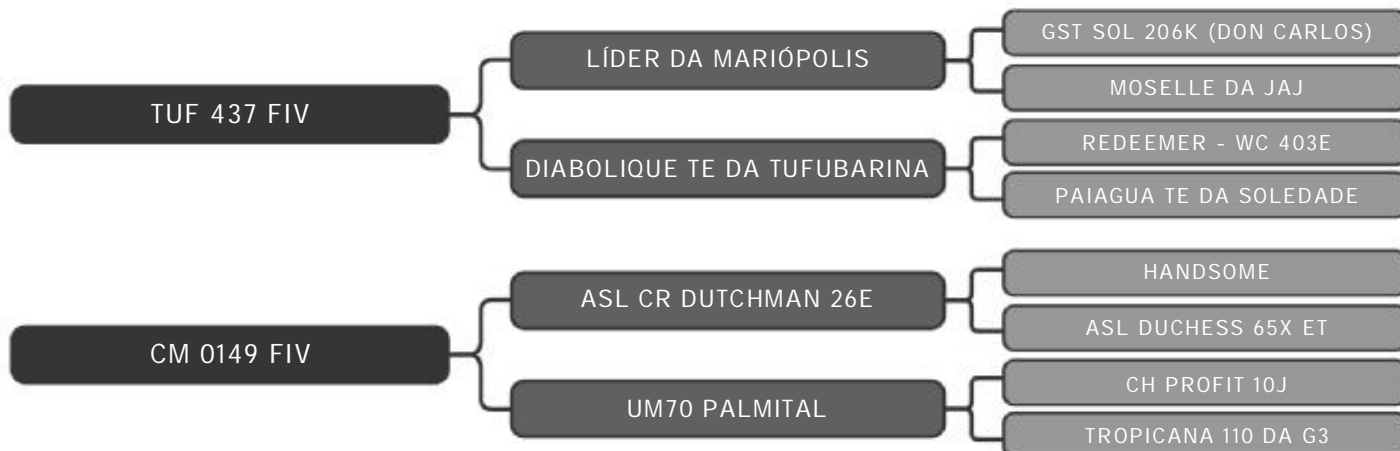 TUF 437 FIV
LÍDER DA MARIÓPOLIS
GST SOL 206K (DON CARLOS)
MOSELLE DA JAJ
DIABOLIQUE TE DA TUFUBARINA
REDEEMER - WC 403E
PAIAGUA TE DA SOLEDADE
CM 0149 FIV
ASL CR DUTCHMAN 26E
HANDSOME
ASL DUCHESS 65X ET
UM70 PALMITAL
CH PROFIT 10J
TROPICANA 110 DA G3